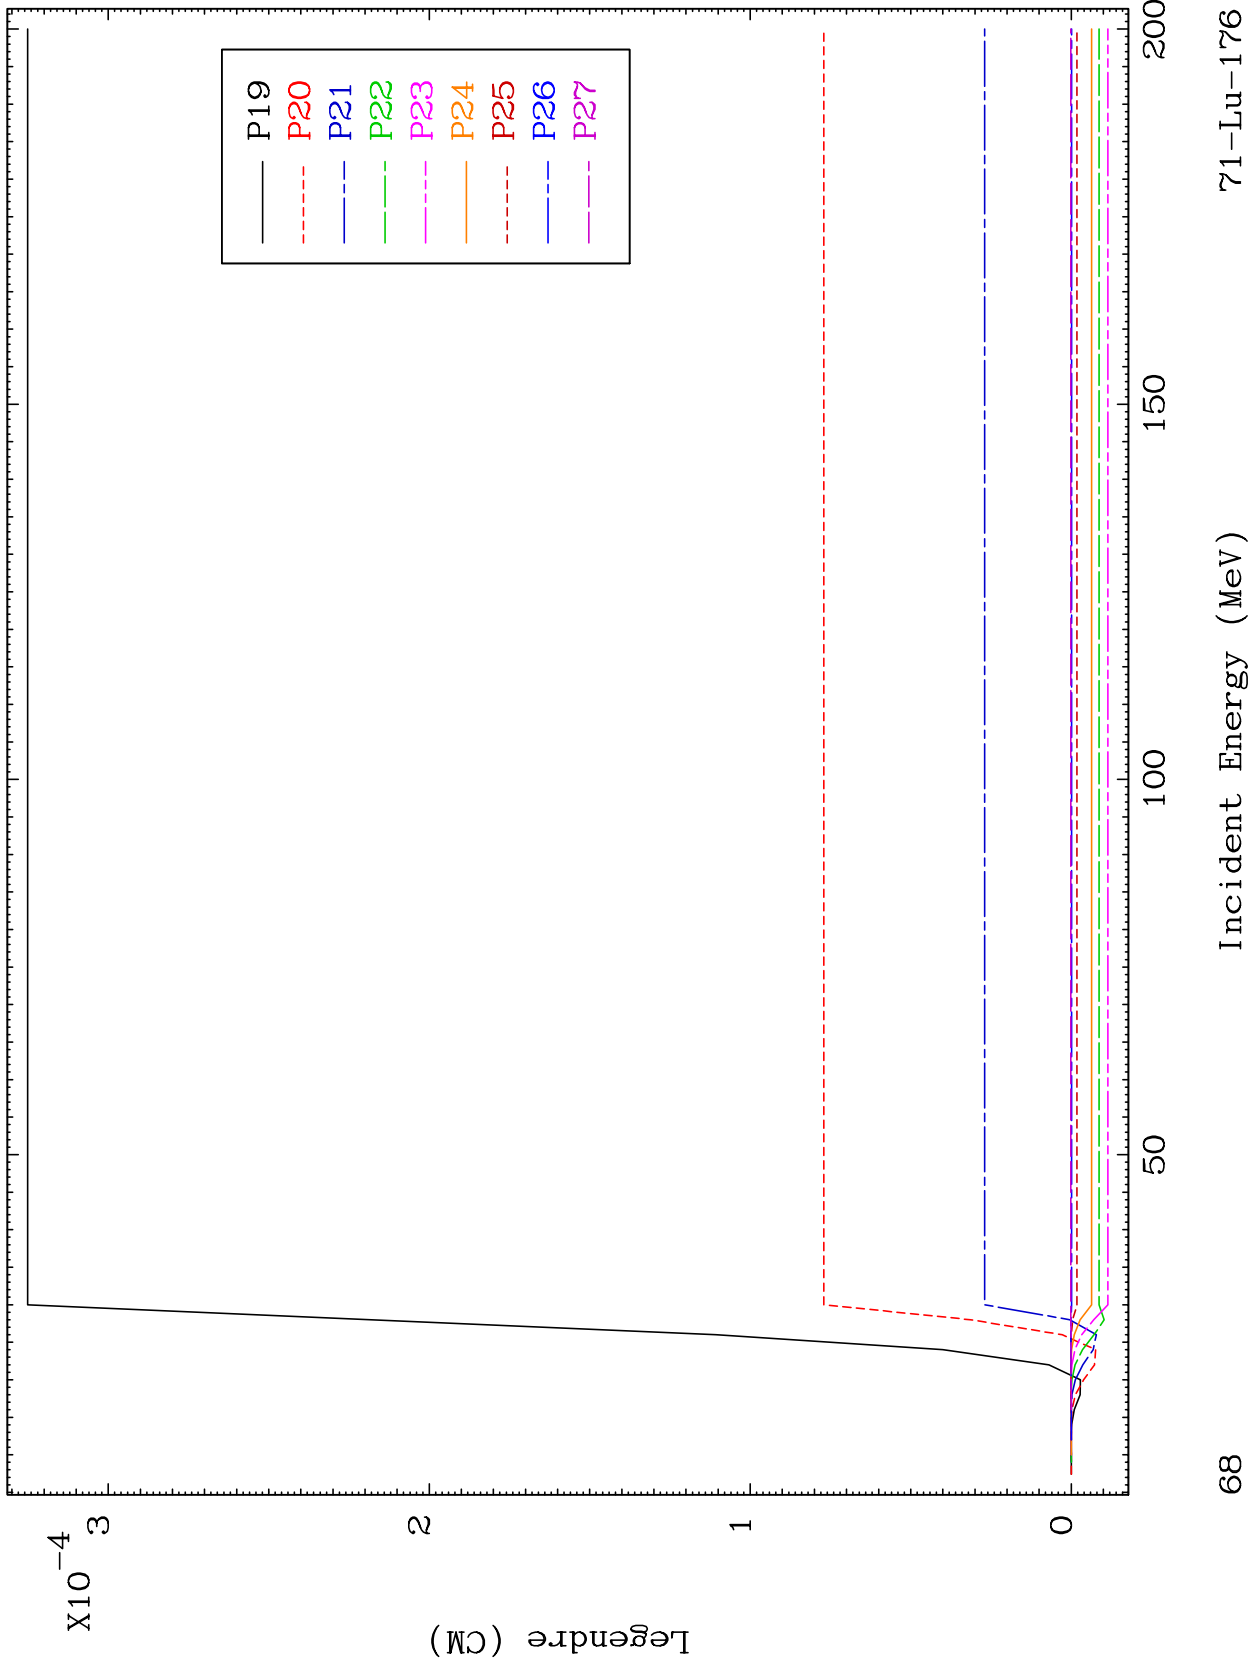 X10-4
3
2
1
0
Legendre (CM)
P19
P20
P21
P22
P23
P24
P25
P26
P27
50
100
150
200
68
Incident Energy (MeV)
71-Lu-176